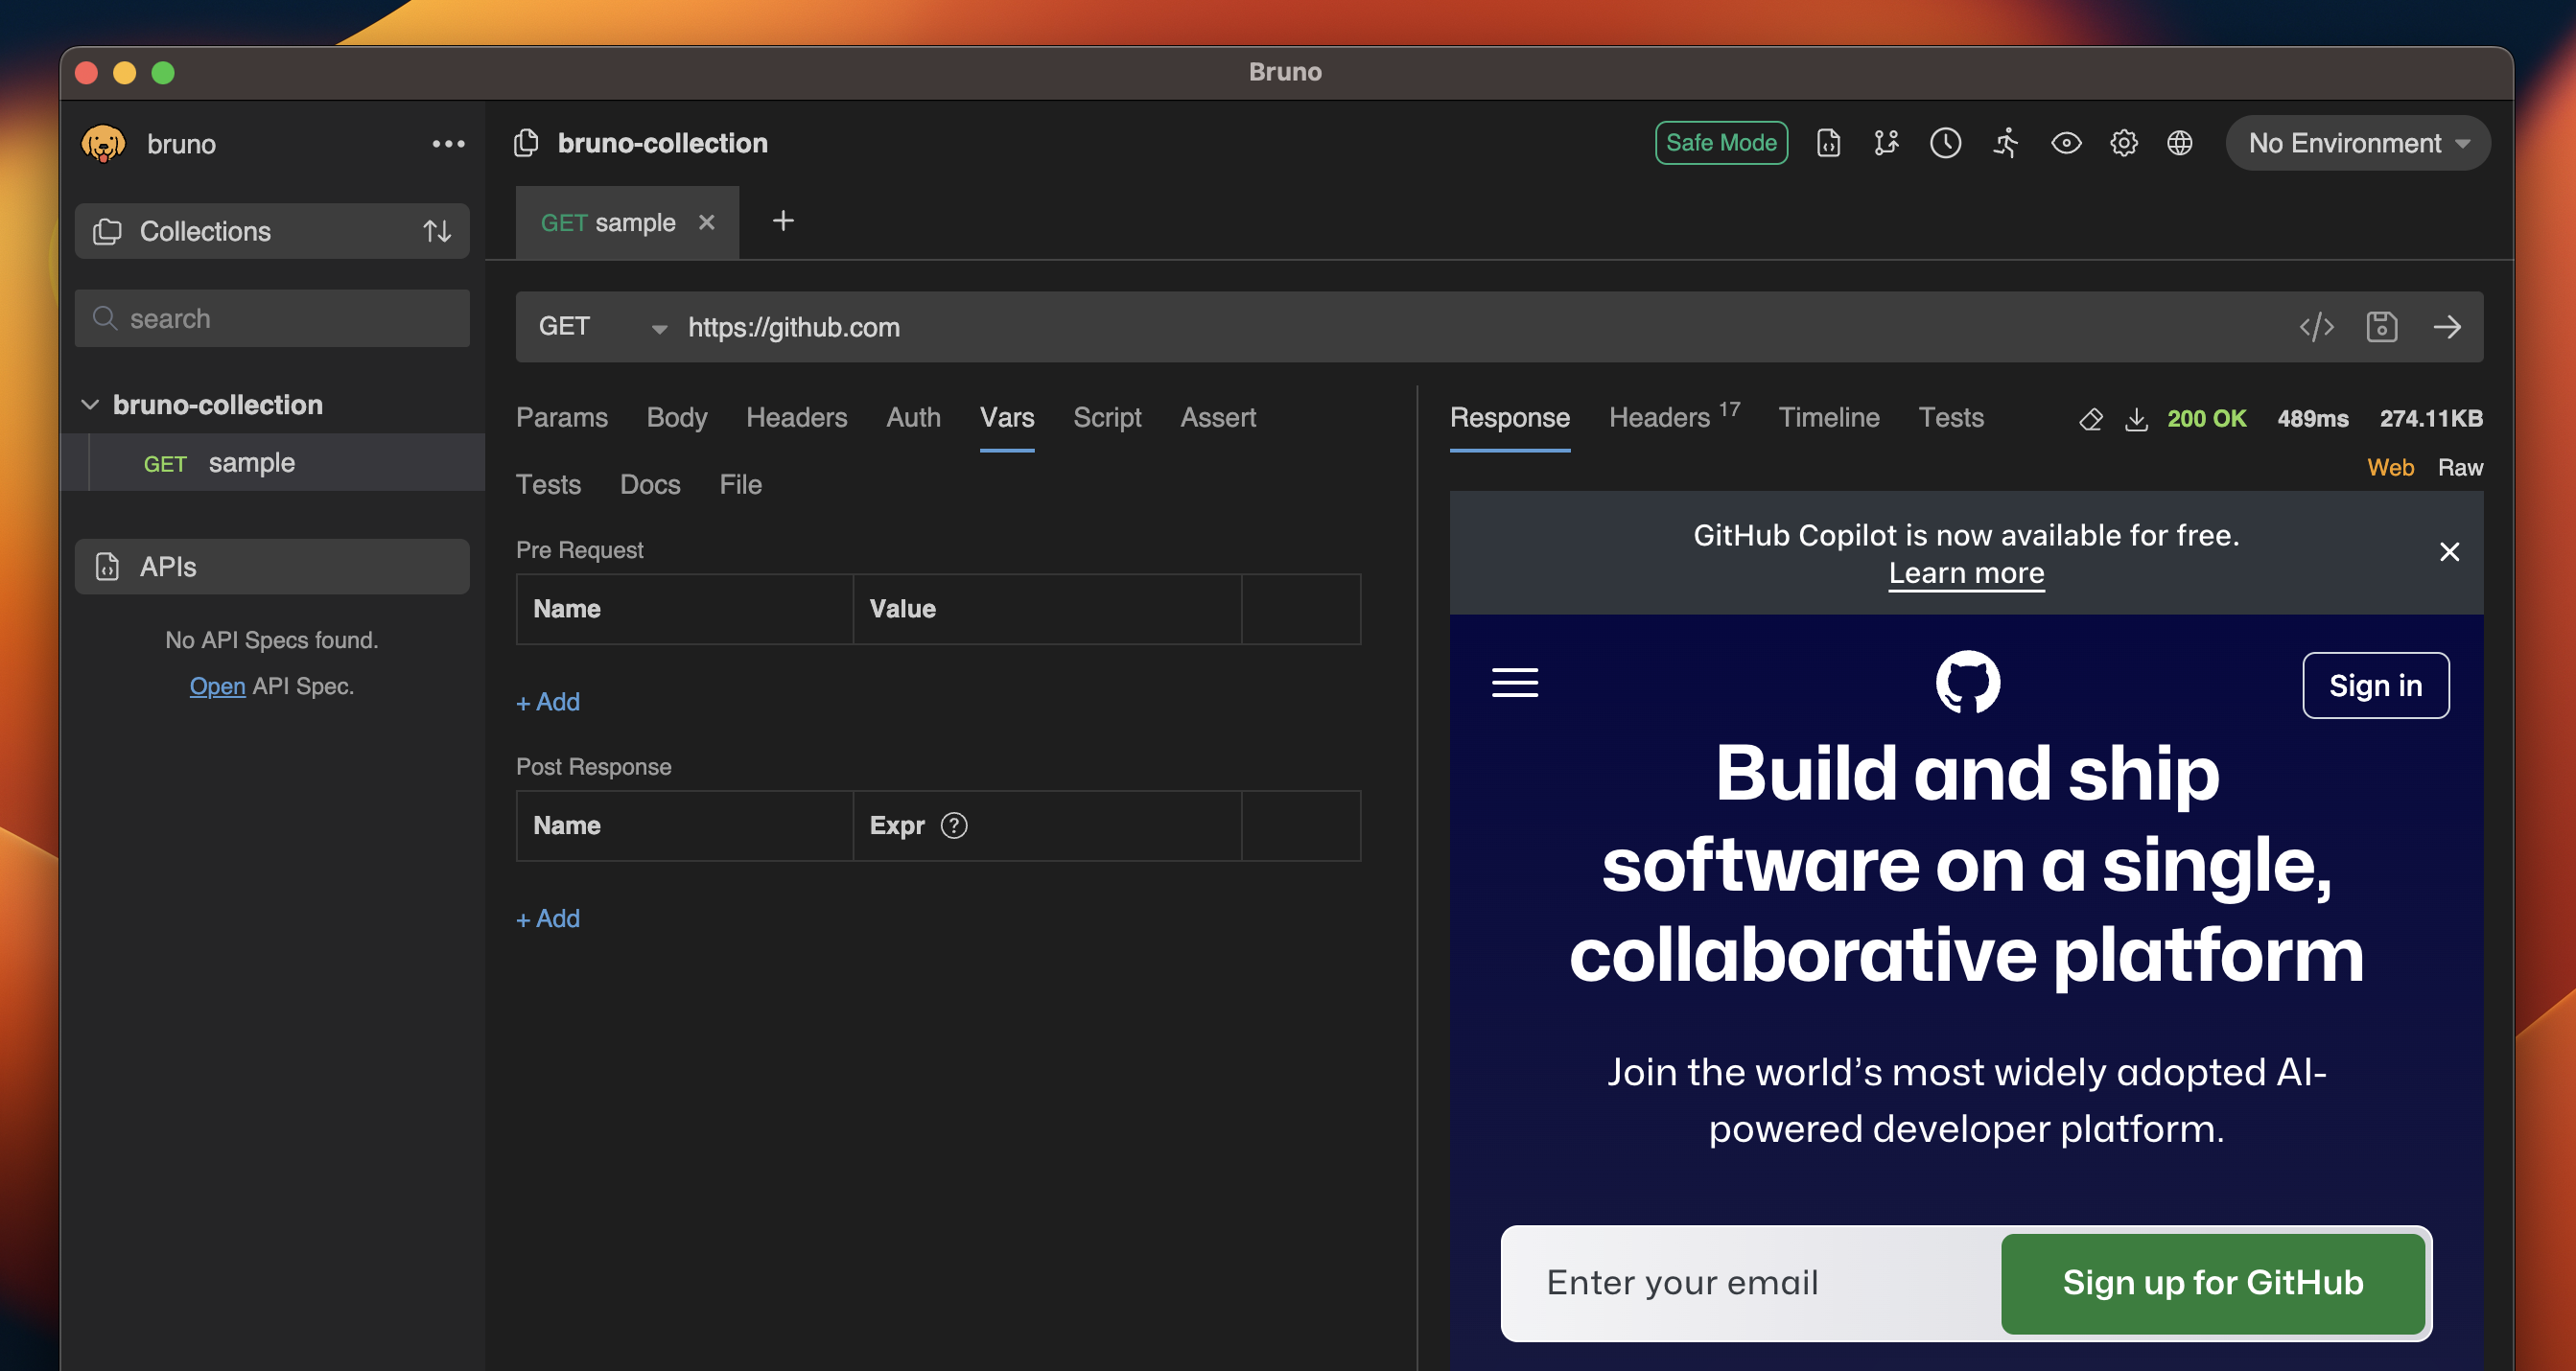 Bruno
bruno
bruno-collection
Safe Mode
No Environment
Collections
GET sample
search
GET
https://github.com
bruno-collection
GET sample
APIs
No API Specs found.
Open API Spec.
Params Body Headers Auth Vars Script Assert
Tests Docs File
Pre Request
Name Value
+ Add
Post Response
Name Expr ?
+ Add
Response Headers 17 Timeline Tests
200 OK 489ms 274.11KB
Web Raw
GitHub Copilot is now available for free.
Learn more
Sign in
Build and ship
software on a single,
collaborative platform
Join the world’s most widely adopted AI-
powered developer platform.
Enter your email
Sign up for GitHub